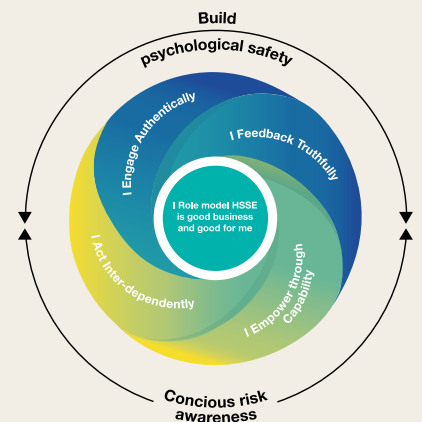 Build
psychological safety
I Engage Authentically
I Feedback Truthfully
I Role model HSSE
is good business
and good for me
I Act Inter-dependently
I Empower through
Capability
Concious risk
awareness